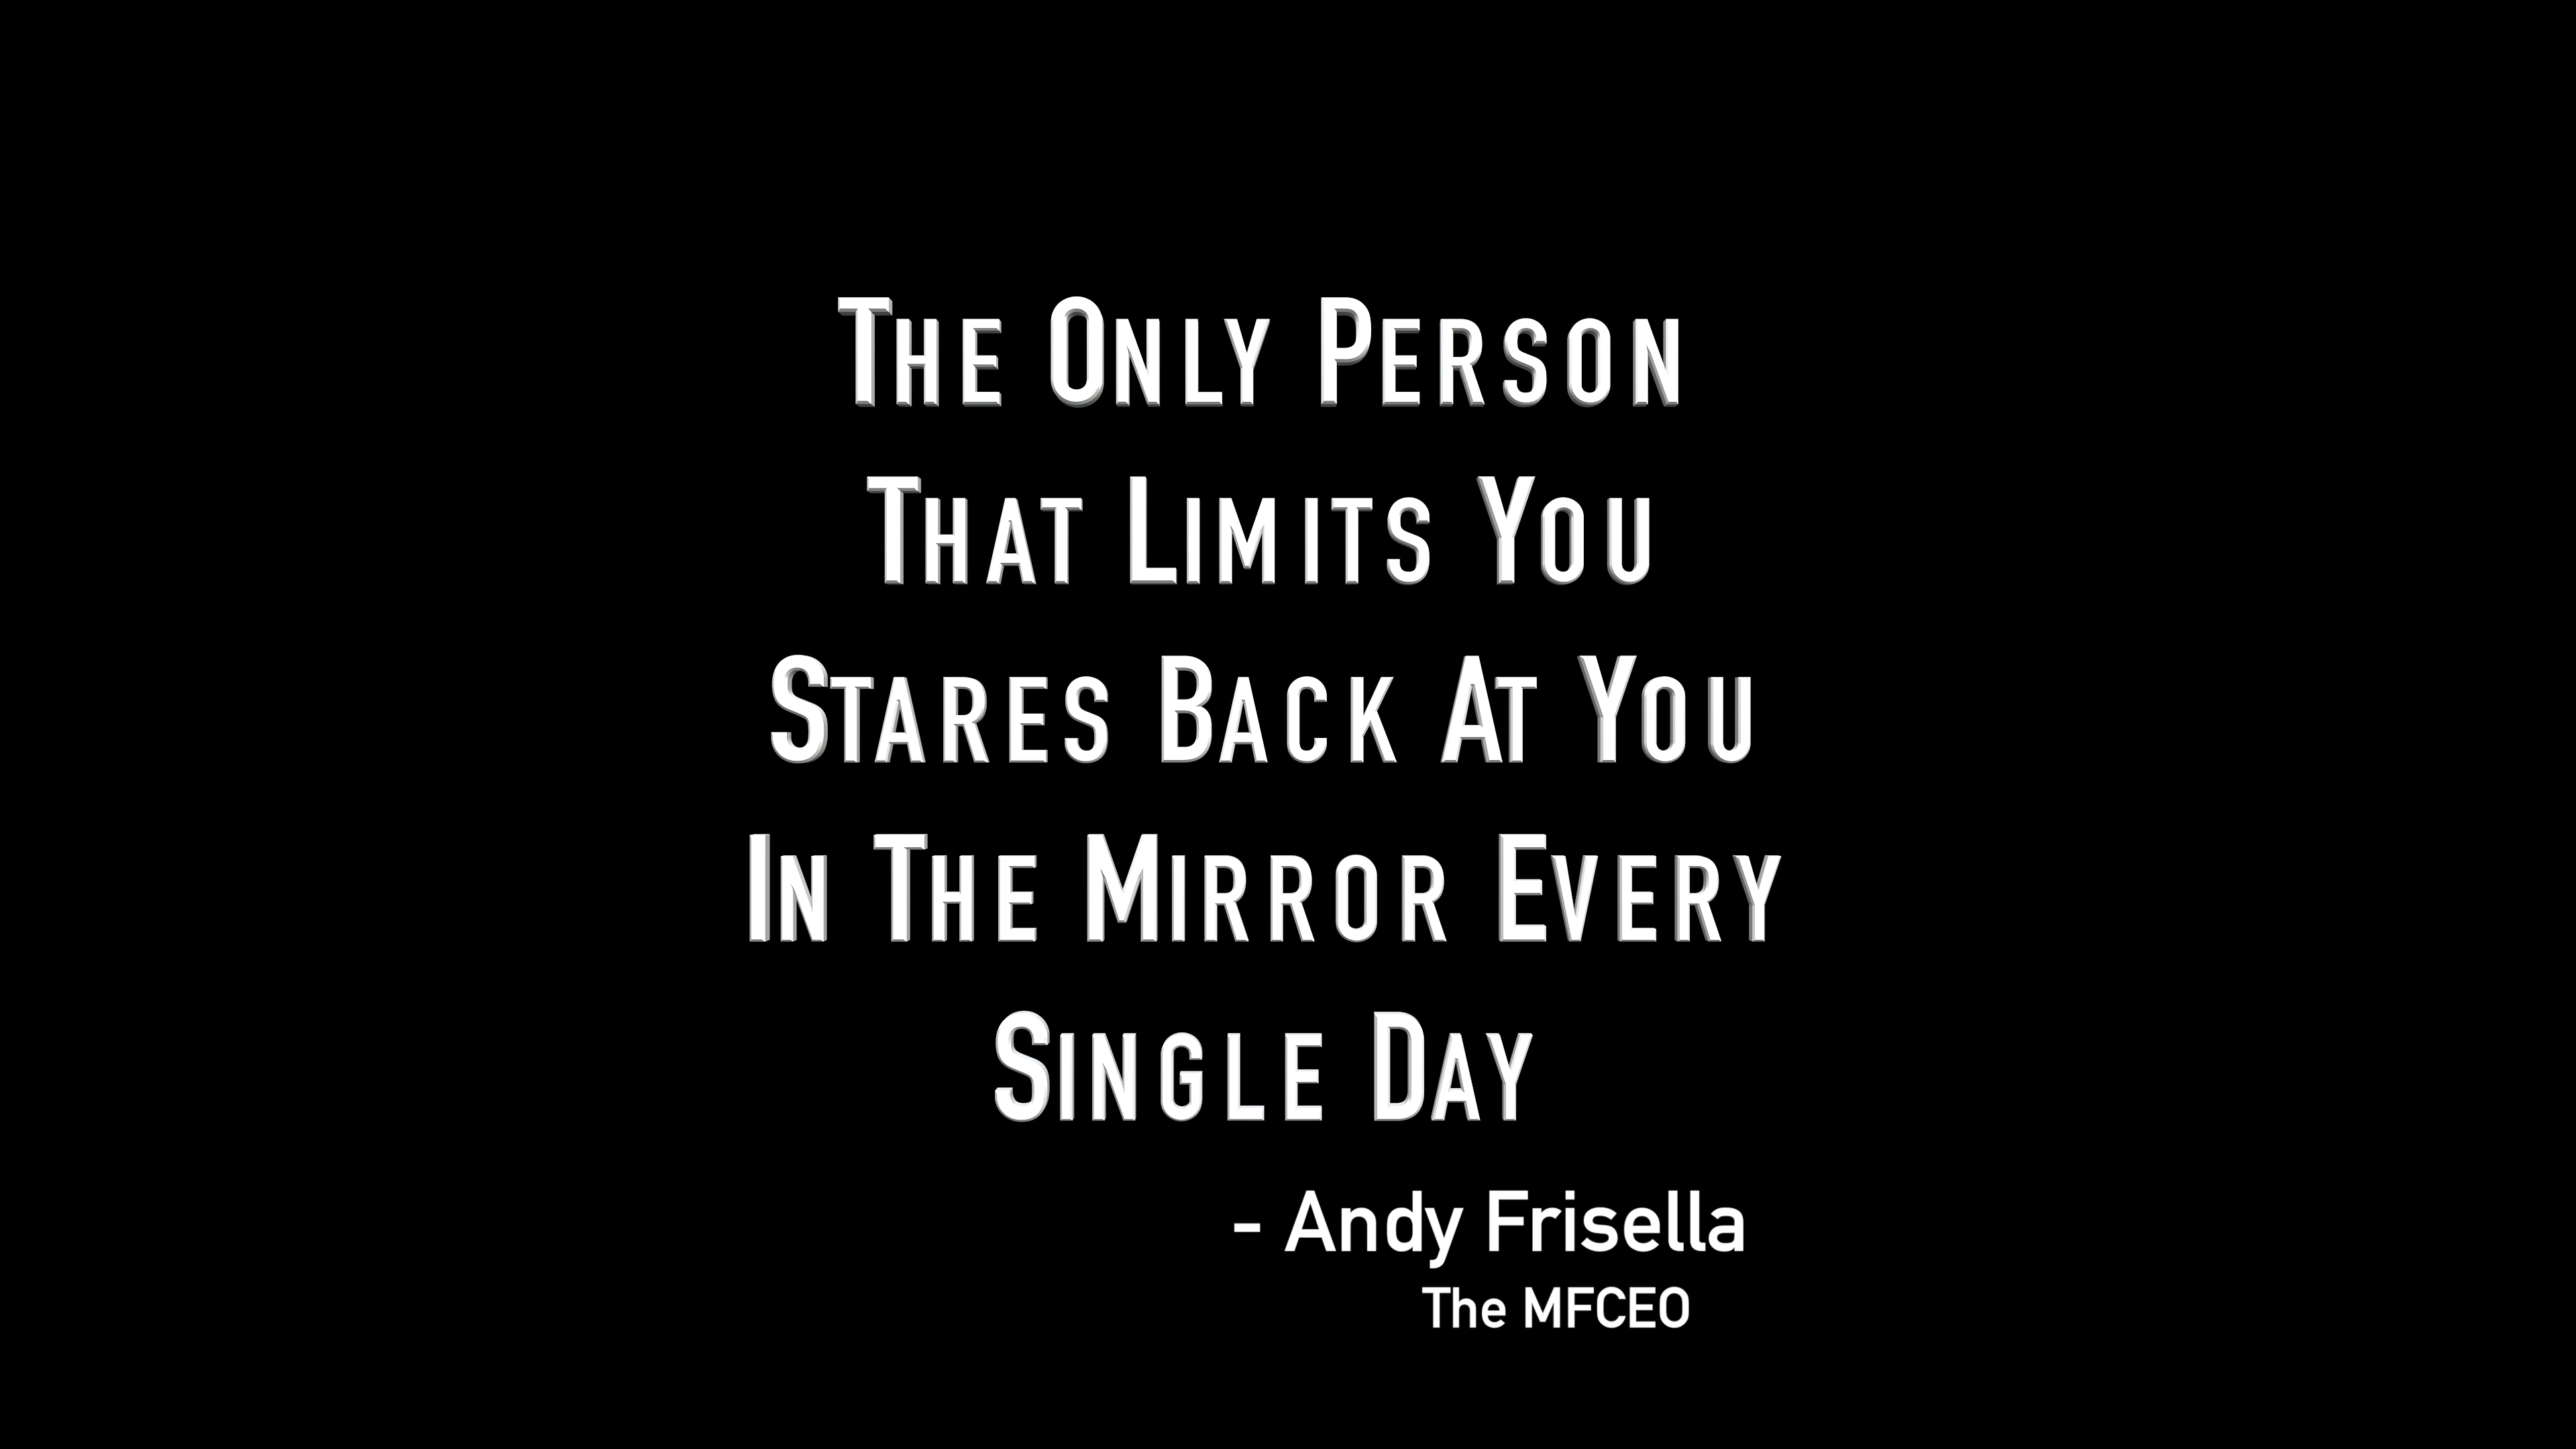 The Only Person
That Limits You
Stares Back At You
In The Mirror Every
Single Day
- Andy Frisella
The MFCEO